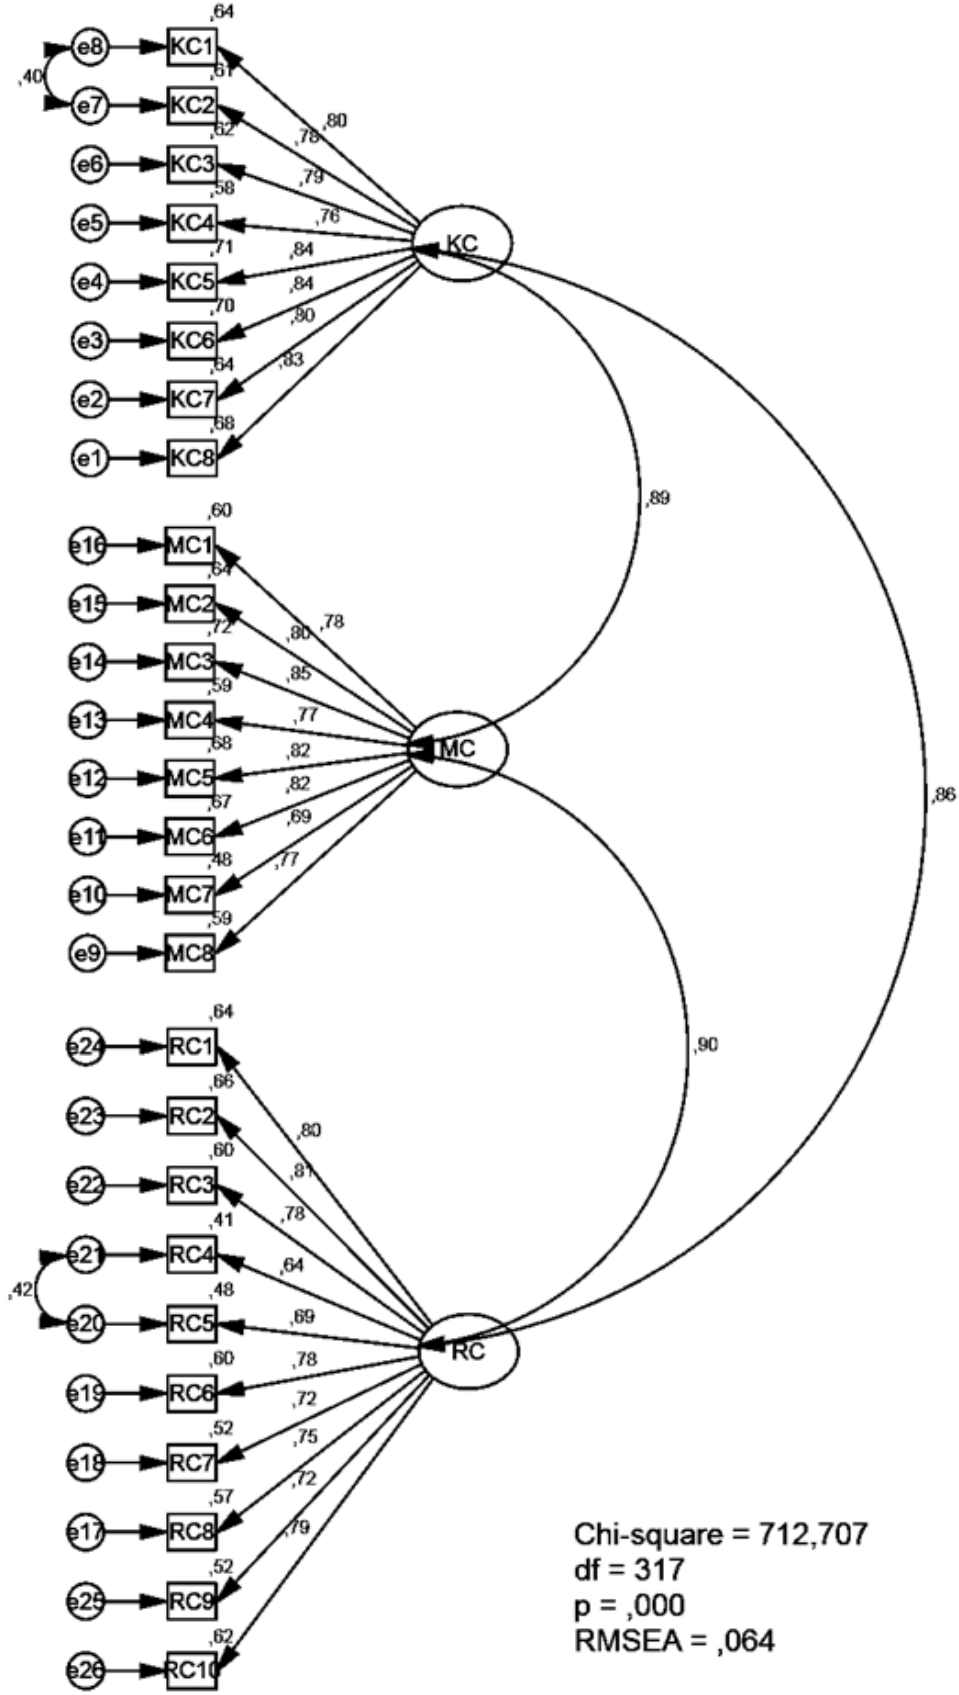 ,64
e8 KC1
,40
,61
e7 KC2
,80
,78
,62
e6 KC3
,79
,58
e5 KC4
,76
KC
,71
,84
e4 KC5
,84
,70
,80
e3 KC6
,83
,64
e2 KC7
,68
e1 KC8
,89
,60
e16 MC1
,64
e15 MC2
,78
,80
,72
e14 MC3
,85
,59
e13 MC4
,77
,68
,82
MC
e12 MC5
,82
,67
,69
e11 MC6
,86
,48
,77
e10 MC7
,59
e9 MC8
,64
e24 RC1
,90
,66
e23 RC2
,80
,60
,81
e22 RC3
,78
,41
e21 RC4
,64
,42
,48
e20 RC5
,69
RC
,60
,78
e19 RC6
,72
,52
,75
e18 RC7
,72
,57
e17 RC8
,79
,52
e25 RC9
,62
e26 RC10
Chi-square = 712,707
df = 317
p = ,000
RMSEA = ,064